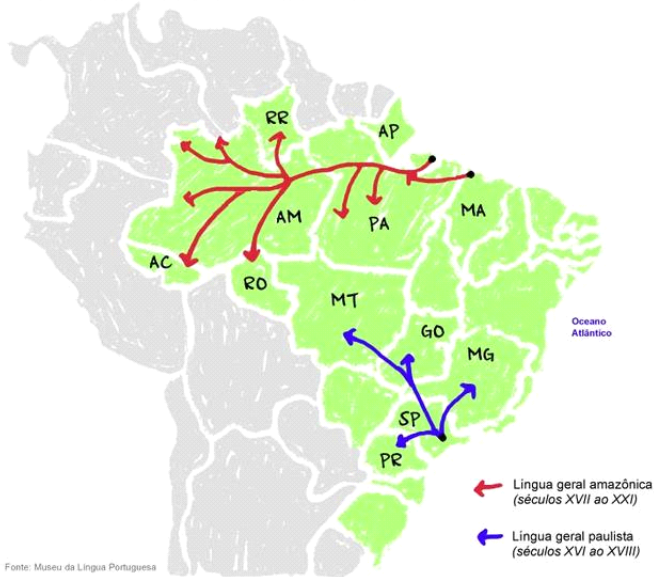 RR
AP
AM
PA
MA
AC
RO
MT
Oceano
Atlântico
GO
MG
SP
PR
Língua geral amazônica
(séculos XVII ao XXI)
Língua geral paulista
(séculos XVI ao XVIII)
Fonte: Museu da Língua Portuguesa